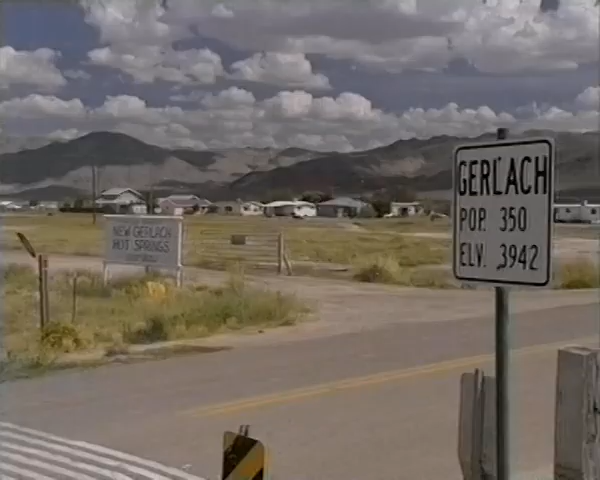 NEW GERLACH
HOT SPRINGS
GERLACH
POP. 350
ELV. 3942